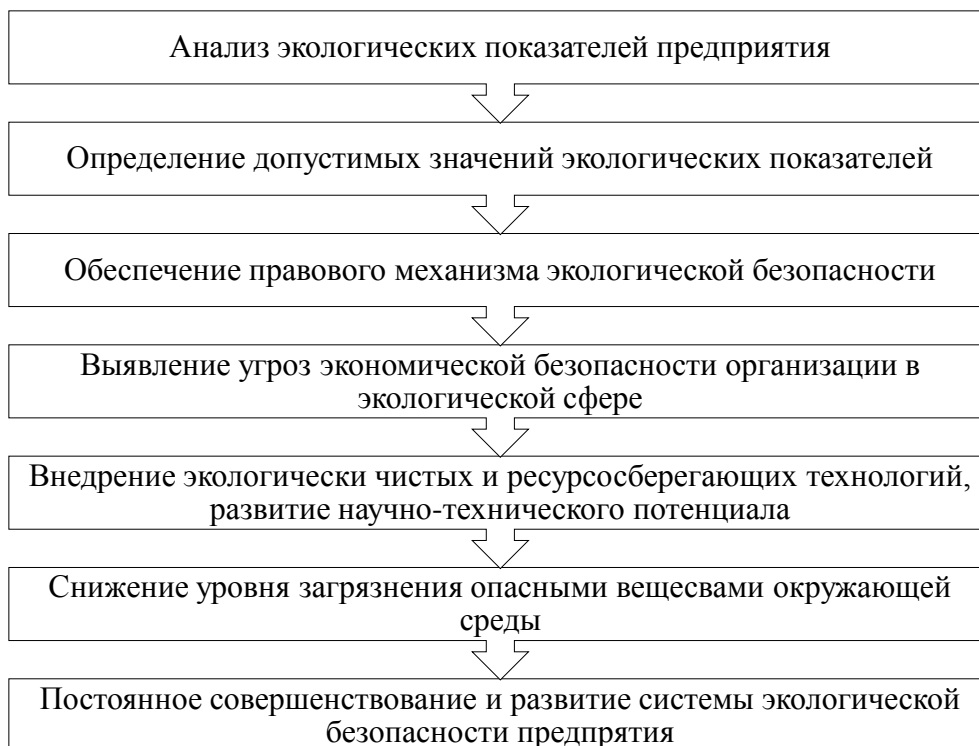 Анализ экологических показателей предприятия
Определение допустимых значений экологических показателей
Обеспечение правового механизма экологической безопасности
Выявление угроз экономической безопасности организации в
экологической сфере
Внедрение экологически чистых и ресурсосберегающих технологий,
развитие научно-технического потенциала
Снижение уровня загрязнения опасными вещесвами окружающей
среды
Постоянное совершенствование и развитие системы экологической
безопасности предпрятия